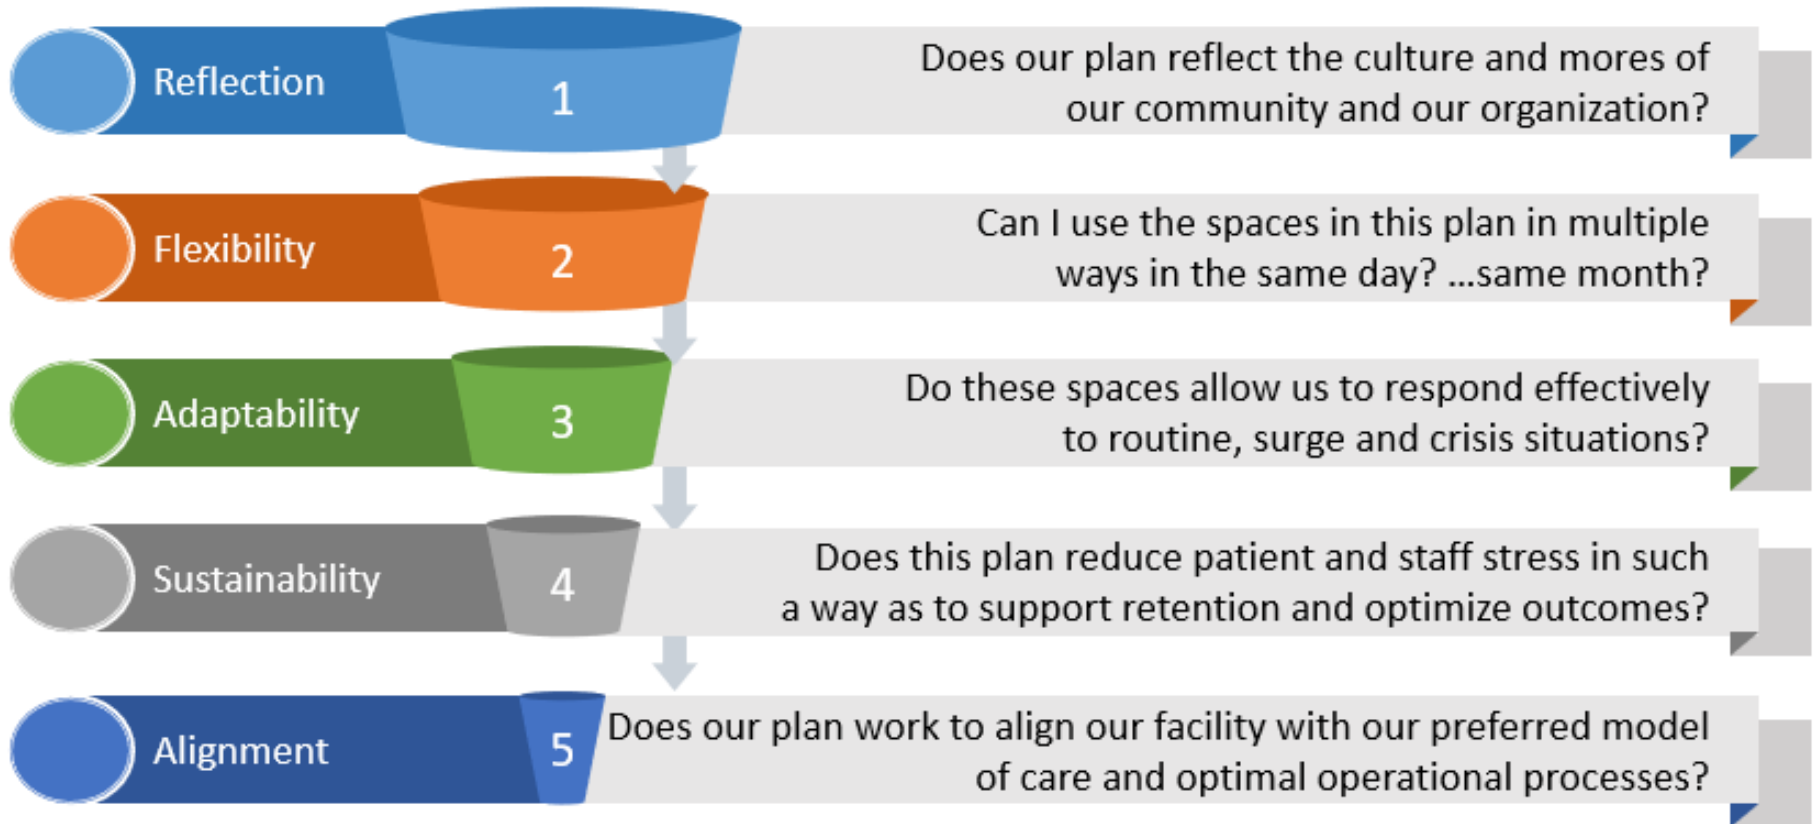 Reflection
1
Does our plan reflect the culture and mores of
our community and our organization?
Flexibility
2
Can I use the spaces in this plan in multiple
ways in the same day? ...same month?
Adaptability
3
Do these spaces allow us to respond effectively
to routine, surge and crisis situations?
Sustainability
4
Does this plan reduce patient and staff stress in such
a way as to support retention and optimize outcomes?
Alignment
5
Does our plan work to align our facility with our preferred model
of care and optimal operational processes?